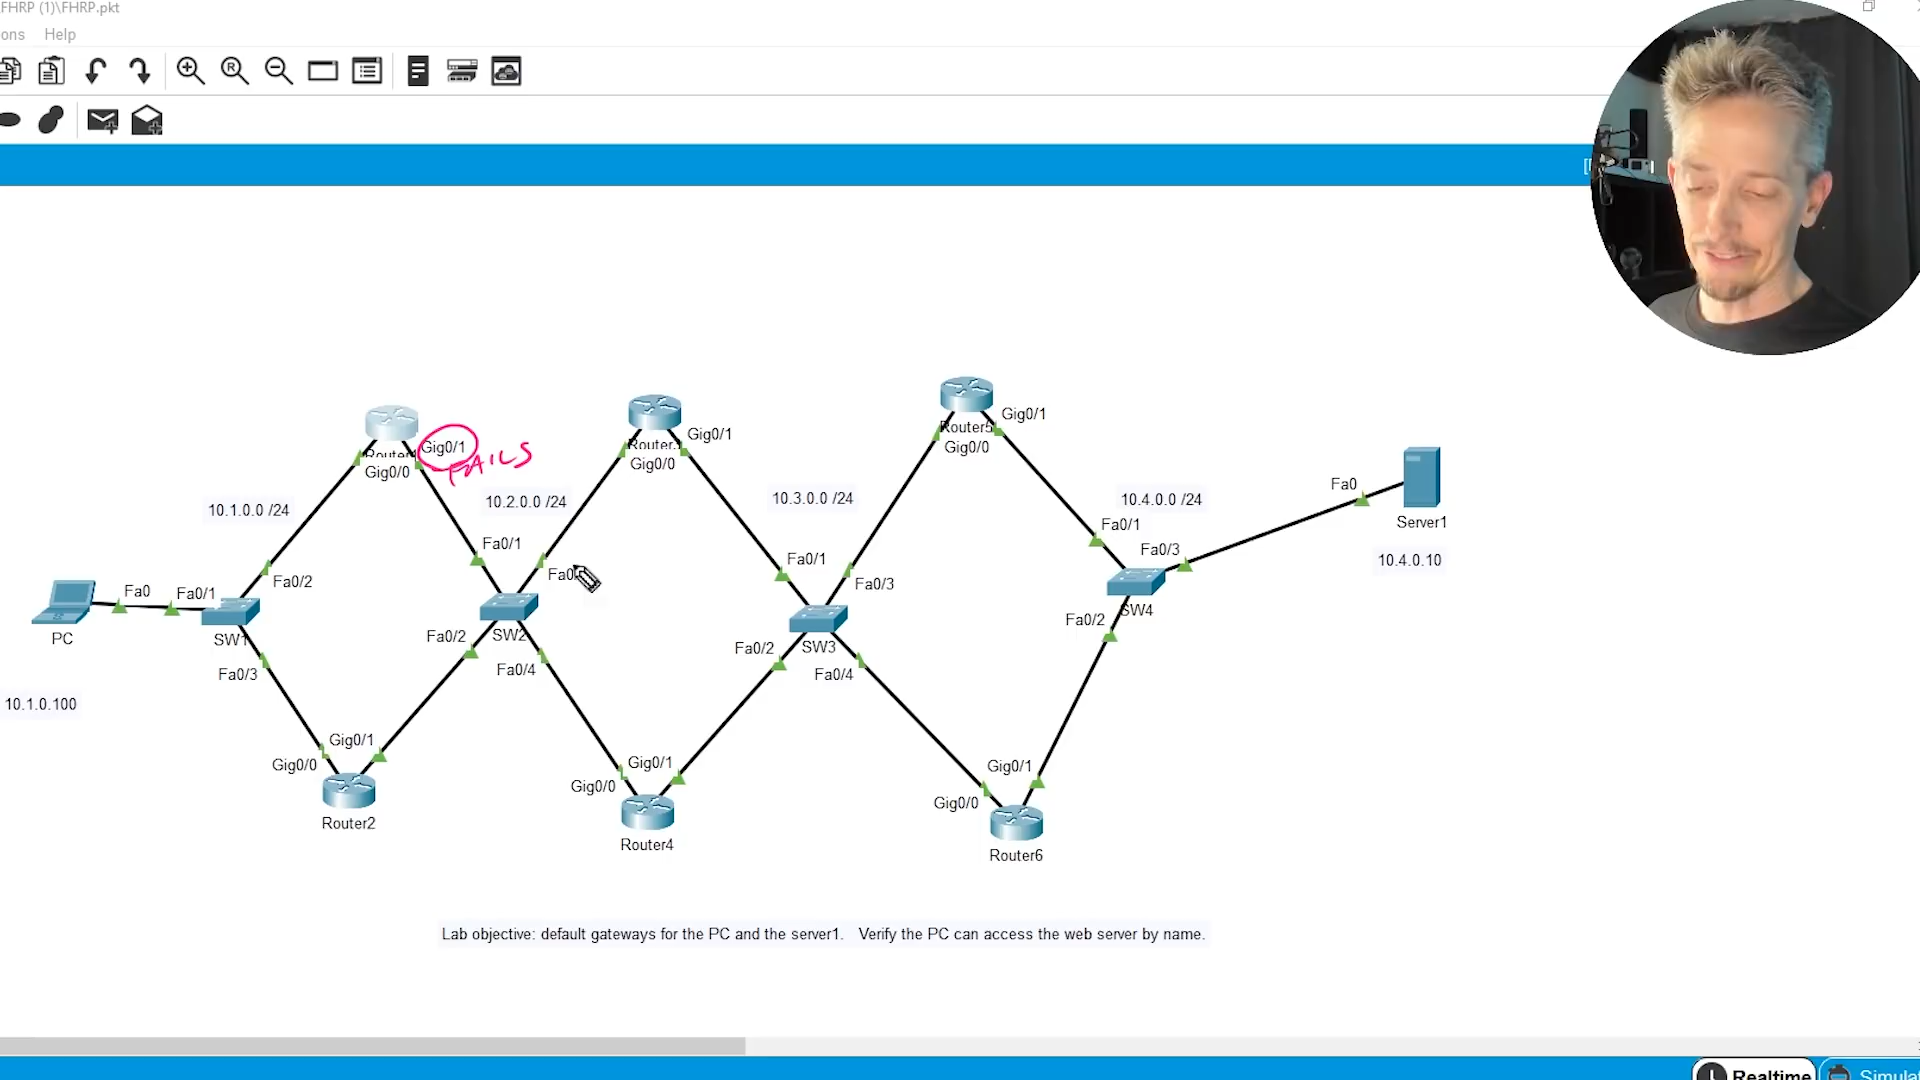 FHRP (1)\FHRP.pkt
ons Help
Router5
Gig0/1
Gig0/1
Gig0/1
FAILS
Gig0/0
Gig0/0
Gig0/0
10.1.0.0 /24
10.2.0.0 /24
10.3.0.0 /24
10.4.0.0 /24
Fa0
Server1
10.4.0.10
Fa0/1
Fa0/1
Fa0/1
Fa0/3
Fa0/2
Fa0/3
Fa0
Fa0/1
PC
SW1
SW2
SW3
SW4
Fa0/2
Fa0/2
Fa0/2
Fa0/3
Fa0/4
Fa0/4
10.1.0.100
Gig0/1
Gig0/0
Router2
Gig0/1
Gig0/0
Router4
Gig0/1
Gig0/0
Router6
Lab objective: default gateways for the PC and the server1. Verify the PC can access the web server by name.
Realtime